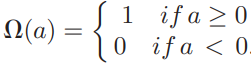 Ω(a) = { 1 if a ≥ 0
0 if a < 0.